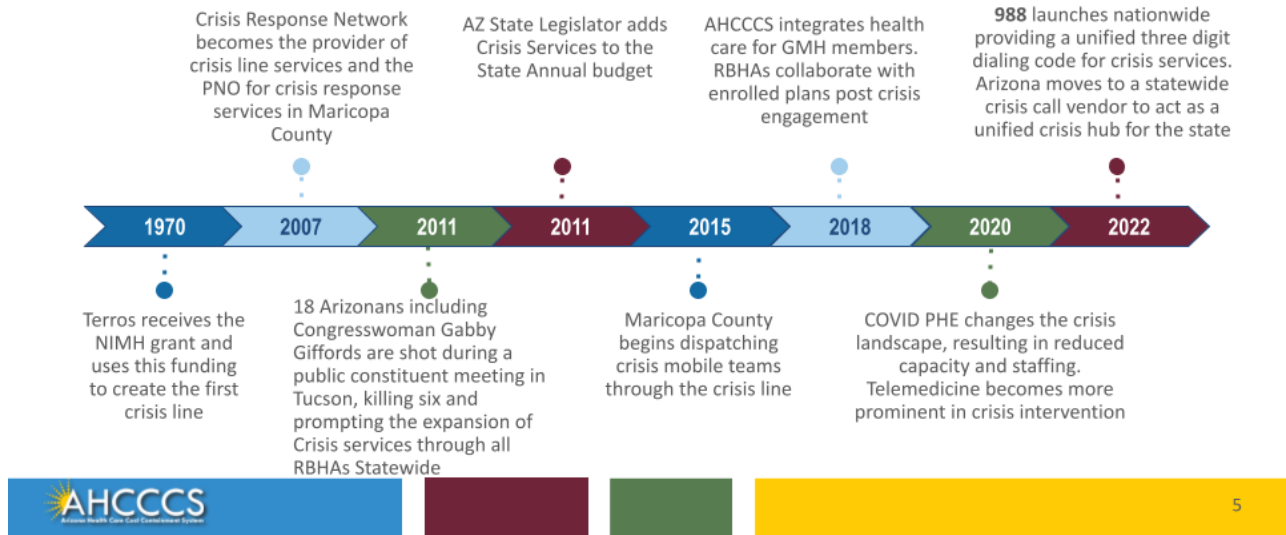 Crisis Response Network
becomes the provider of
crisis line services and the
PNO for crisis response
services in Maricopa
County
AZ State Legislator adds
Crisis Services to the
State Annual budget
AHCCCS integrates health
care for GMH members.
RBHAs collaborate with
enrolled plans post crisis
engagement
988 launches nationwide
providing a unified three digit
dialing code for crisis services.
Arizona moves to a statewide
crisis call vendor to act as a
unified crisis hub for the state
1970 2007 2011 2011 2015 2018 2020 2022
Terros receives the
NIMH grant and
uses this funding
to create the first
crisis line
18 Arizonans including
Congresswoman Gabby
Giffords are shot during a
public constituent meeting in
Tucson, killing six and
prompting the expansion of
Crisis services through all
RBHAs Statewide
Maricopa County
begins dispatching
crisis mobile teams
through the crisis line
COVID PHE changes the crisis
landscape, resulting in reduced
capacity and staffing.
Telemedicine becomes more
prominent in crisis intervention
AHCCCS
Arizona Health Care Cost Containment System
5